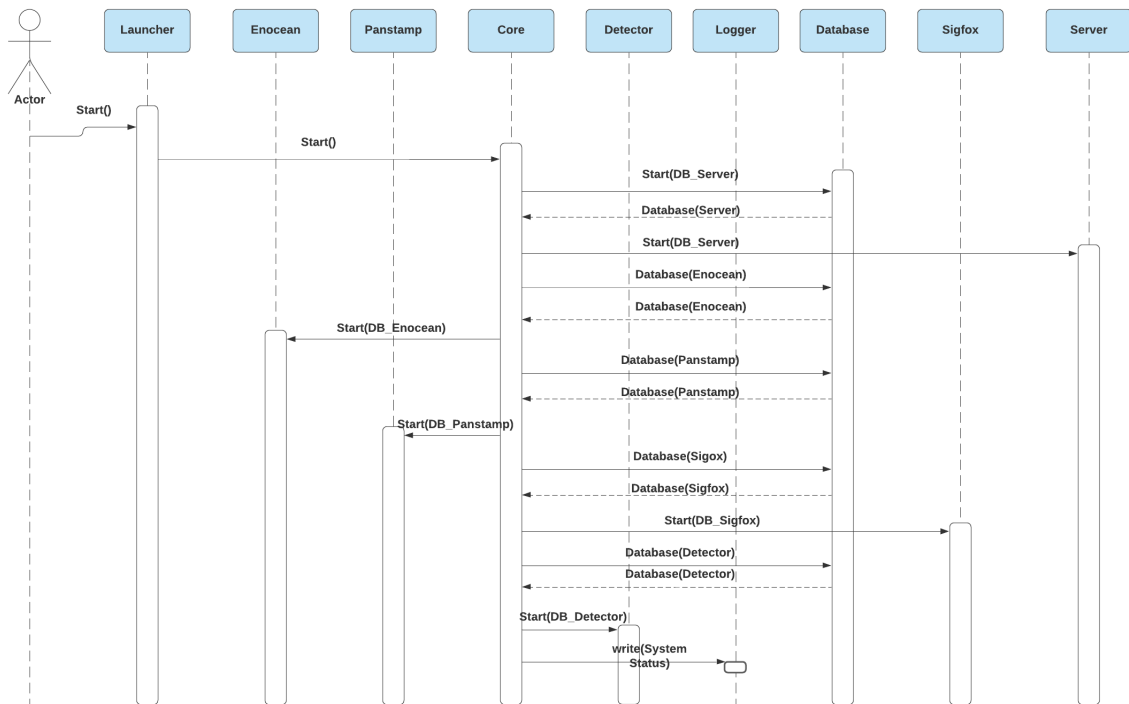 Launcher
Enocean
Panstamp
Core
Detector
Logger
Database
Sigfox
Server
Actor
Start()
Start()
Start(DB_Server)
Database(Server)
Start(DB_Server)
Database(Enocean)
Database(Enocean)
Start(DB_Enocean)
Database(Panstamp)
Database(Panstamp)
Start(DB_Panstamp)
Database(Sigox)
Database(Sigfox)
Start(DB_Sigfox)
Database(Detector)
Database(Detector)
Start(DB_Detector)
write(System
Status)